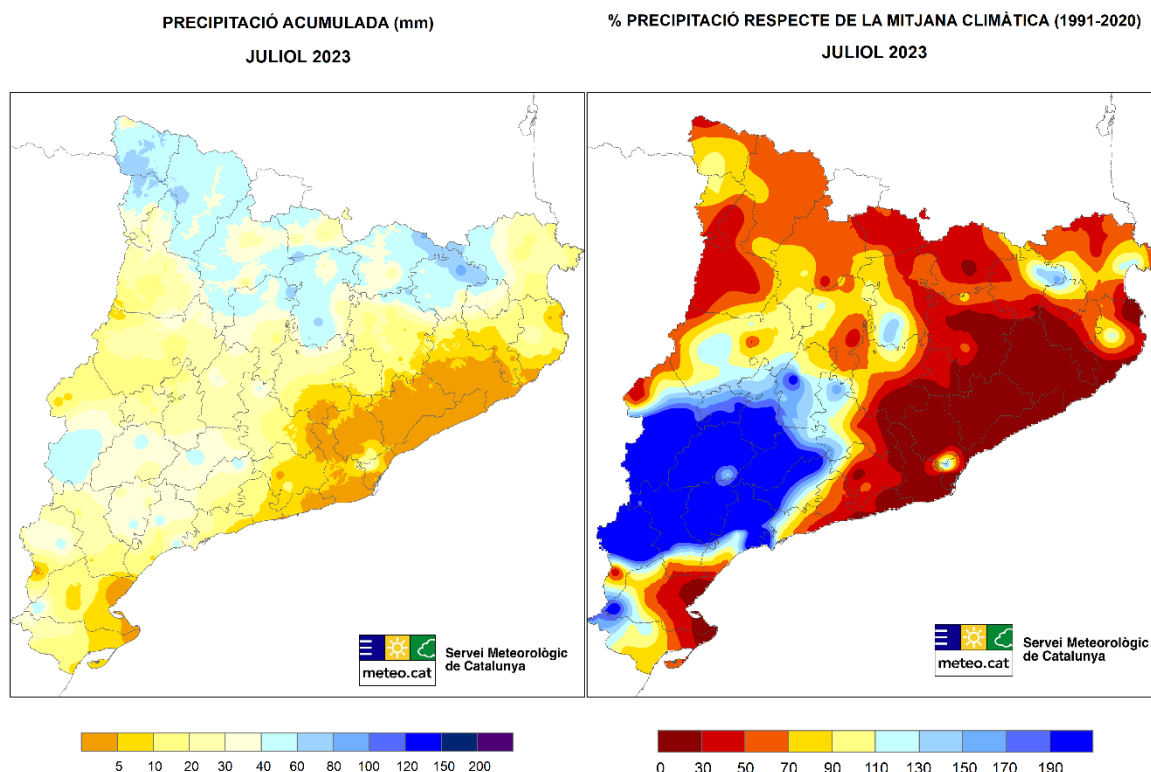 PRECIPITACIÓ ACUMULADA (mm)
JULIOL 2023
% PRECIPITACIÓ RESPECTE DE LA MITJANA CLIMÀTICA (1991-2020)
JULIOL 2023
meteo.cat
Servei Meteorològic
de Catalunya
meteo.cat
Servei Meteorològic
de Catalunya
5 10 20 30 40 60 80 100 120 150 200
0 30 50 70 90 110 130 150 170 190